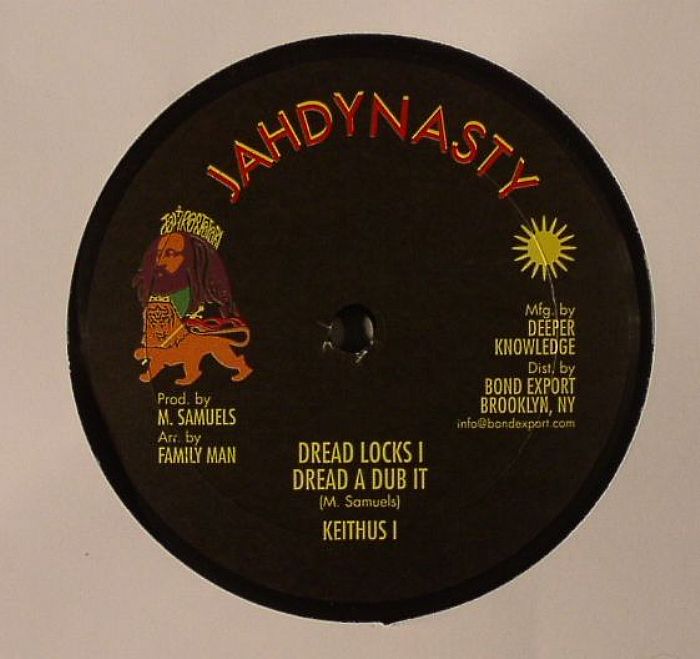 JAHDYNASTY
Prod. by
M. SAMUELS
Arr. by
FAMILY MAN
Mfg. by
DEEPER
KNOWLEDGE
Dist. by
BOND EXPORT
BROOKLYN, NY
info@bondexport.com
DREAD LOCKS I
DREAD A DUB IT
(M. Samuels)
KEITHUS I